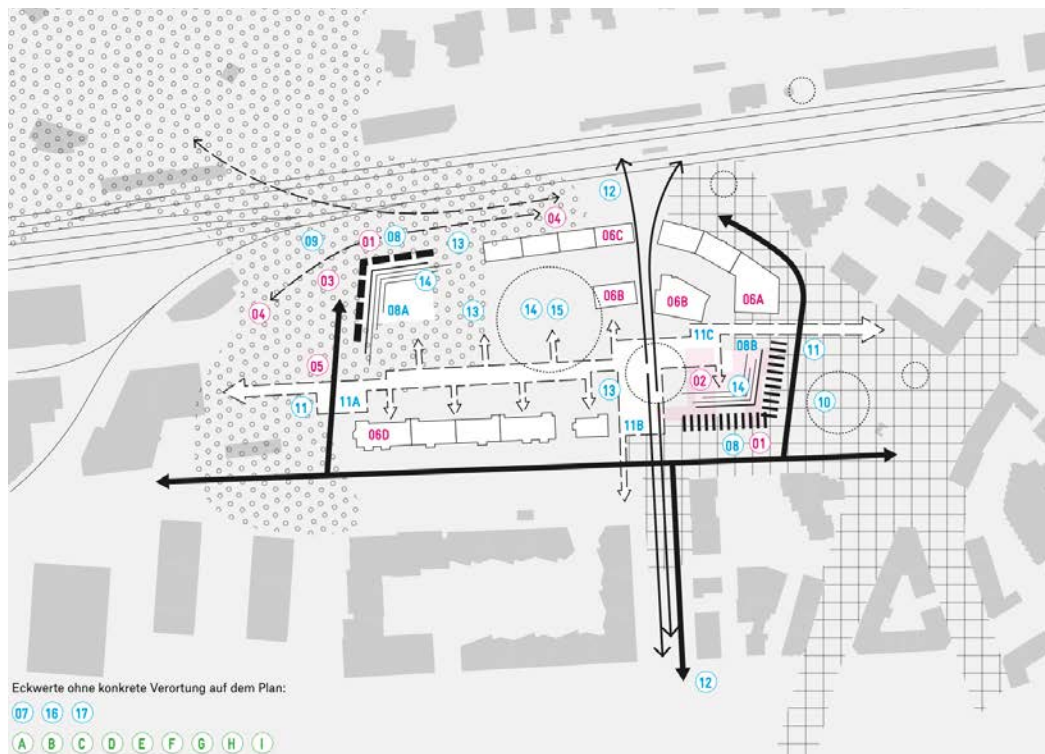 12
04
06C
01
08
13
09
03
14
06B
06B
06A
04
08A
13
14
15
11C
08B
11
05
02
14
13
10
11
11A
11B
06D
08
01
12
Eckwerte ohne konkrete Verortung auf dem Plan:
07 16 17
A B C D E F G H I